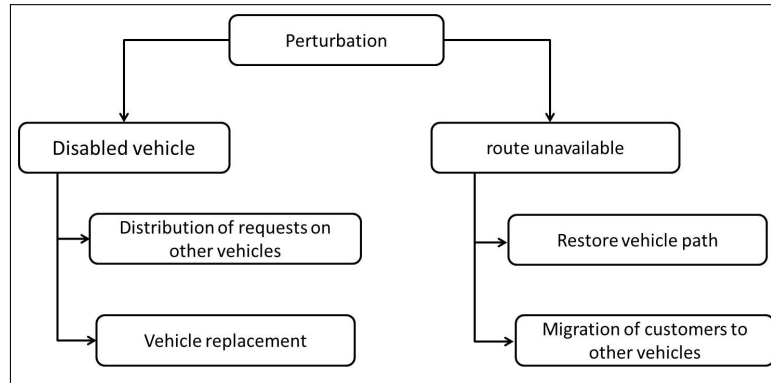 Perturbation
Disabled vehicle
route unavailable
Distribution of requests on
other vehicles
Restore vehicle path
Vehicle replacement
Migration of customers to
other vehicles